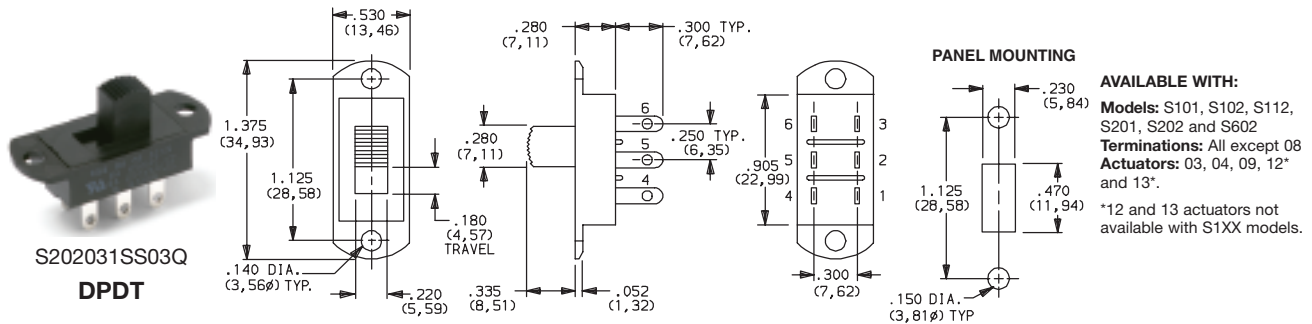 S202031SS03Q
DPDT
.530
(13,46)
1.375
(34,93)
1.125
(28,58)
.180
(4,57)
TRAVEL
.140 DIA.
(3,56ø) TYP.
.220
(5,59)
.280
(7,11)
.300 TYP.
(7,62)
.280
(7,11)
6
5
4
.250 TYP.
(6,35)
.335
(8,51)
.052
(1,32)
.905
(22,99)
6
3
5
2
4
1
.300
(7,62)
PANEL MOUNTING
.230
(5,84)
1.125
(28,58)
.470
(11,94)
.150 DIA.
(3,81ø) TYP
AVAILABLE WITH:
Models: S101, S102, S112,
S201, S202 and S602
Terminations: All except 08
Actuators: 03, 04, 09, 12*
and 13*.
*12 and 13 actuators not
available with S1XX models.